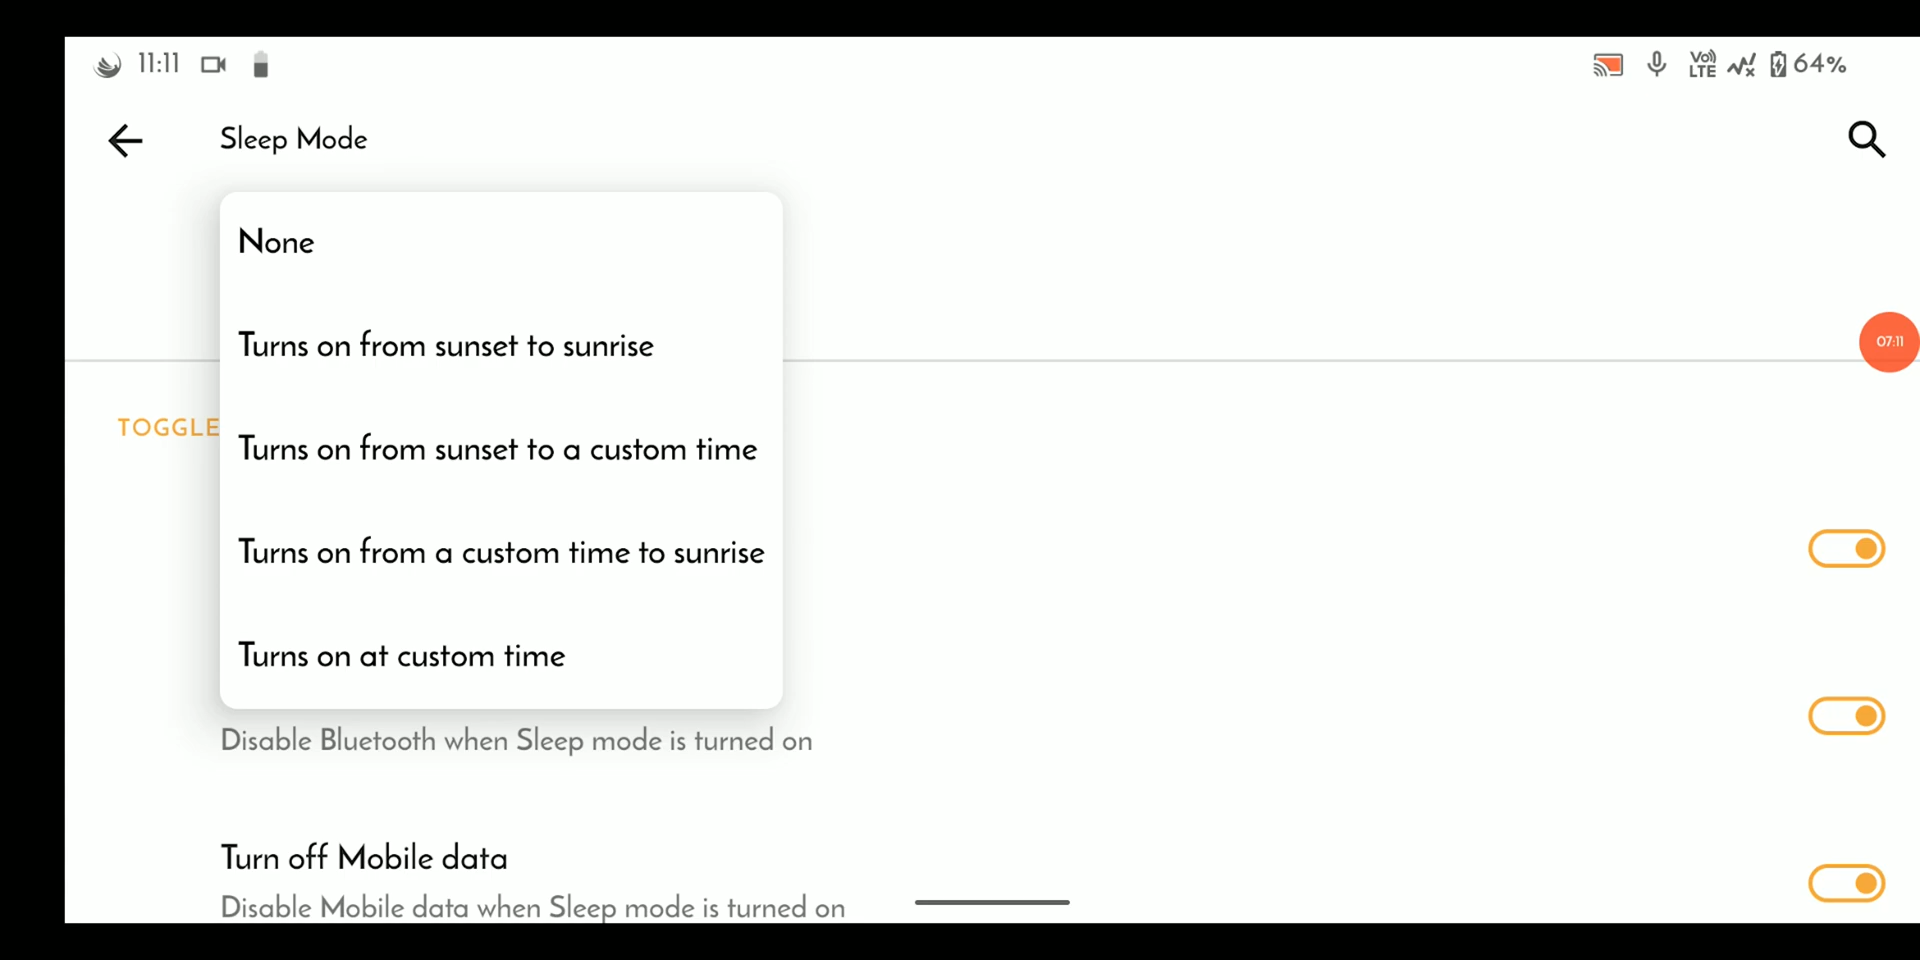 11:11
Vo)) LTE
64%
Sleep Mode
None
Turns on from sunset to sunrise
07:11
TOGGLE
Turns on from sunset to a custom time
Turns on from a custom time to sunrise
Turns on at custom time
Disable Bluetooth when Sleep mode is turned on
Turn off Mobile data
Disable Mobile data when Sleep mode is turned on